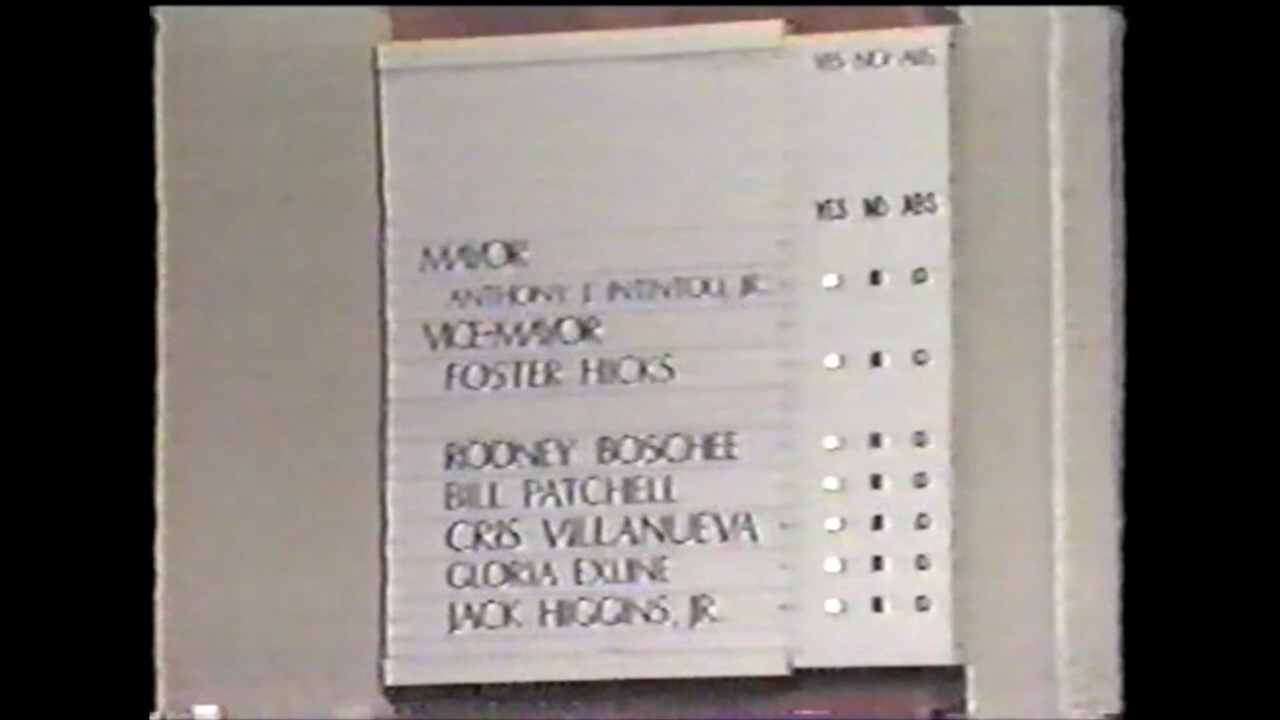 YES NO ABS
YES NO ABS
MAYOR
ANTHONY J. INTINTOLI, JR.
VICE-MAYOR
FOSTER HICKS
RODNEY BOSCHEE
BILL PATCHELL
CRIS VILLANUEVA
GLORIA EXLINE
JACK HIGGINS, JR.